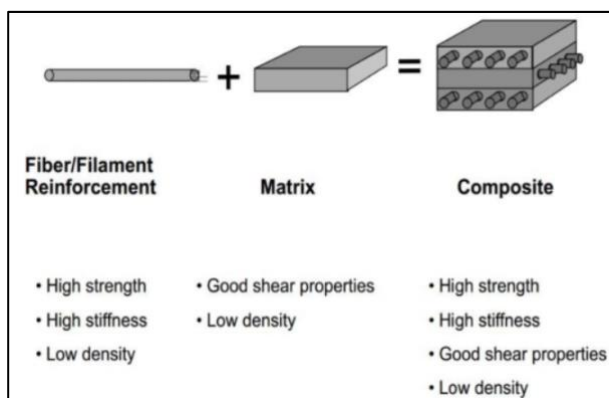 +
=
Fiber/Filament
Reinforcement
Matrix
Composite
• High strength
• High stiffness
• Low density
• Good shear properties
• Low density
• High strength
• High stiffness
• Good shear properties
• Low density